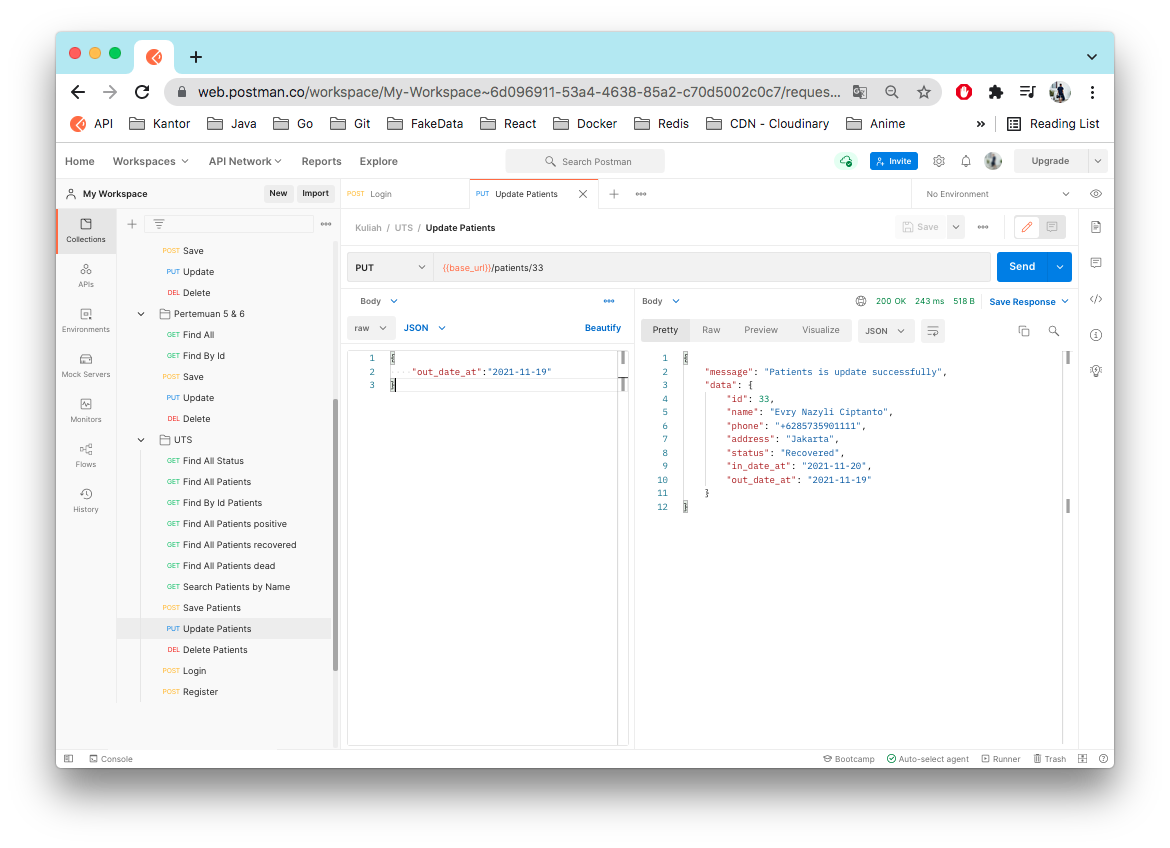 web.postman.co/workspace/My-Workspace~6d096911-53a4-4638-85a2-c70d5002c0c7/reques...
API Kantor Java Go Git FakeData React Docker Redis CDN - Cloudinary Anime » Reading List
Home Workspaces API Network Reports Explore Search Postman Invite Upgrade
My Workspace New Import
POST Login PUT Update Patients No Environment
Collections
APIs
Environments
Mock Servers
Monitors
Flows
History
POST Save
PUT Update
DEL Delete
Pertemuan 5 & 6
GET Find All
GET Find By Id
POST Save
PUT Update
DEL Delete
UTS
GET Find All Status
GET Find All Patients
GET Find By Id Patients
GET Find All Patients positive
GET Find All Patients recovered
GET Find All Patients dead
GET Search Patients by Name
POST Save Patients
PUT Update Patients
DEL Delete Patients
POST Login
POST Register
Kuliah / UTS / Update Patients Save
PUT {{base_url}}/patients/33 Send
Body
raw JSON Beautify
1 {
2 "out_date_at":"2021-11-19"
3 }
Body 200 OK 243 ms 518 B Save Response
Pretty Raw Preview Visualize JSON
1 {
2 "message": "Patients is update successfully",
3 "data": {
4 "id": 33,
5 "name": "Evry Nazyli Ciptanto",
6 "phone": "+6285735901111",
7 "address": "Jakarta",
8 "status": "Recovered",
9 "in_date_at": "2021-11-20",
10 "out_date_at": "2021-11-19"
11 }
12 }
Console Bootcamp Auto-select agent Runner Trash